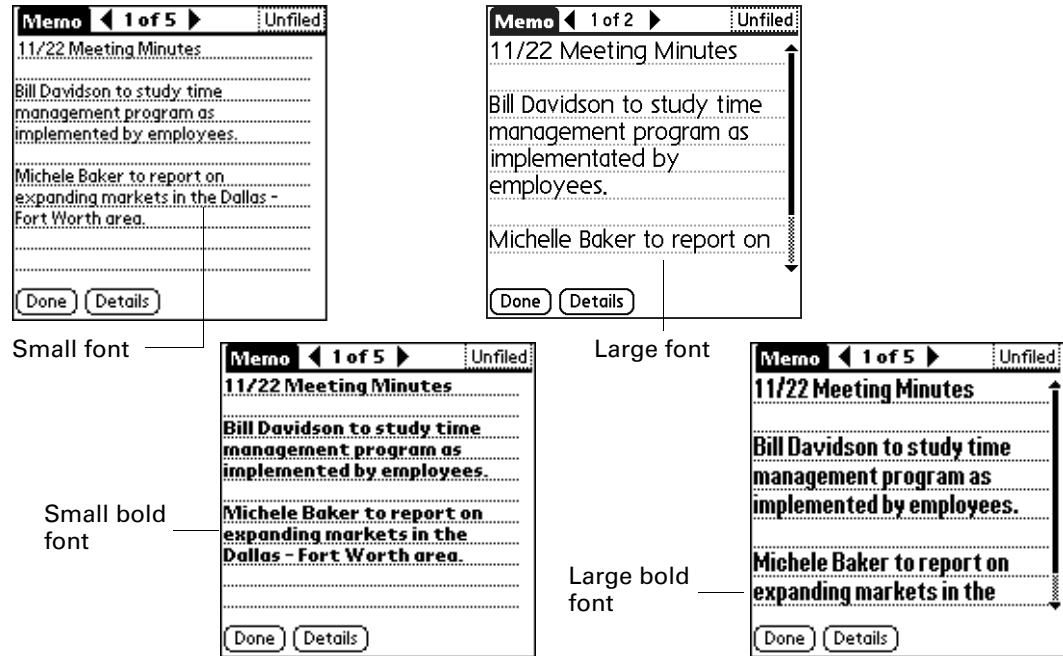 Memo 1 of 5 Unfiled
11/22 Meeting Minutes
Bill Davidson to study time
management program as
implemented by employees.
Michele Baker to report on
expanding markets in the Dallas -
Fort Worth area.
Done Details
Small font
Memo 1 of 2 Unfiled
11/22 Meeting Minutes
Bill Davidson to study time
management program as
implementated by
employees.
Michelle Baker to report on
Done Details
Large font
Memo 1 of 5 Unfiled
11/22 Meeting Minutes
Bill Davidson to study time
management program as
implemented by employees.
Michele Baker to report on
expanding markets in the
Dallas - Fort Worth area.
Done Details
Small bold
font
Memo 1 of 5 Unfiled
11/22 Meeting Minutes
Bill Davidson to study time
management program as
implemented by employees.
Michele Baker to report on
expanding markets in the
Done Details
Large bold
font